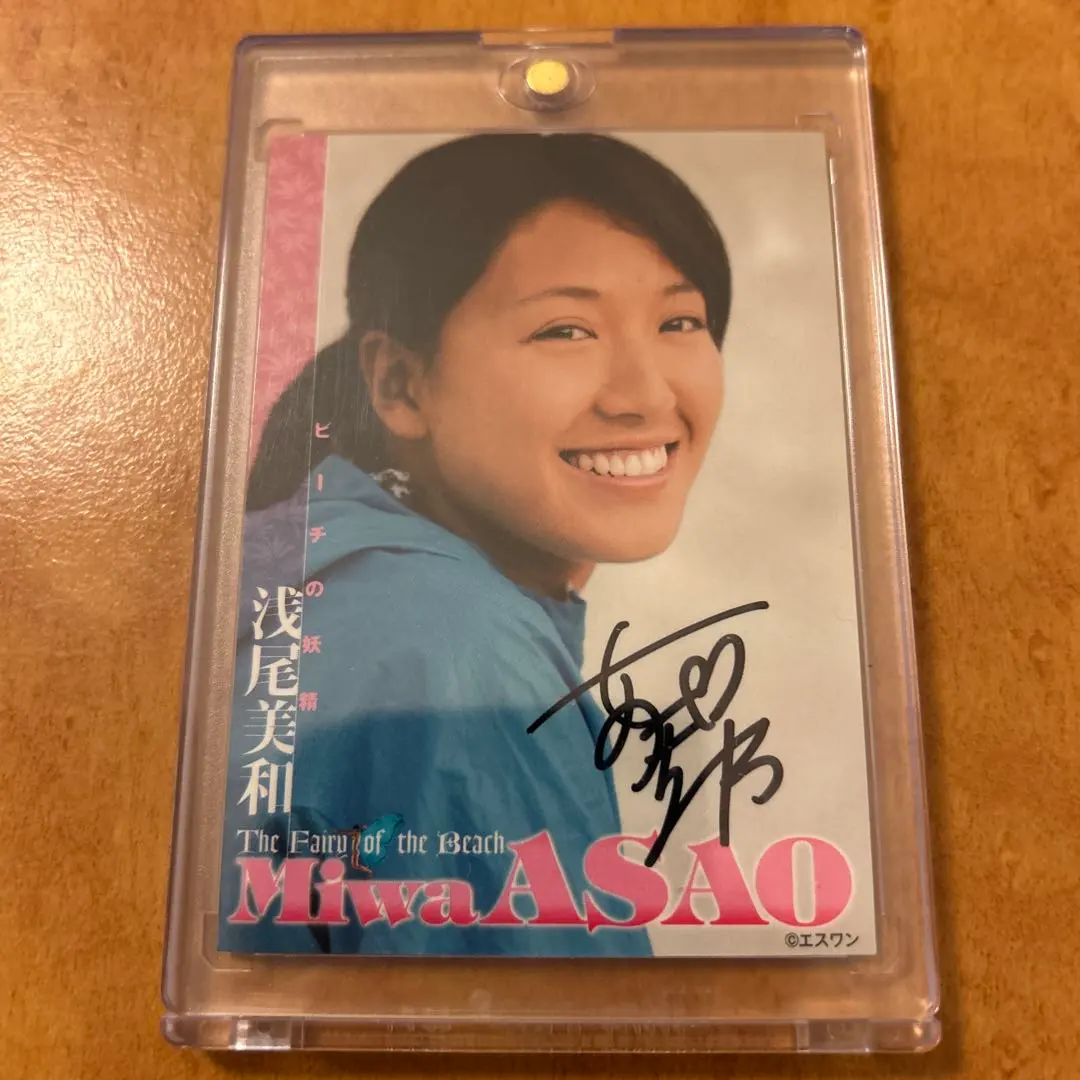 ビーチの妖精
浅尾美和
The Fairy of the Beach
Miwa ASAO
©エスワン